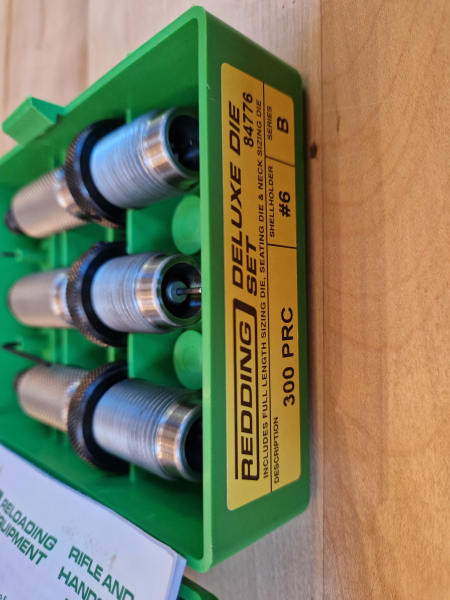 REDDING DELUXE DIE
SET 84776
INCLUDES FULL LENGTH SIZING DIE, SEATING DIE & NECK SIZING DIE
DESCRIPTION SHELLHOLDER SERIES
300 PRC #6 B
RELOADING
EQUIPMENT
RIFLE AND